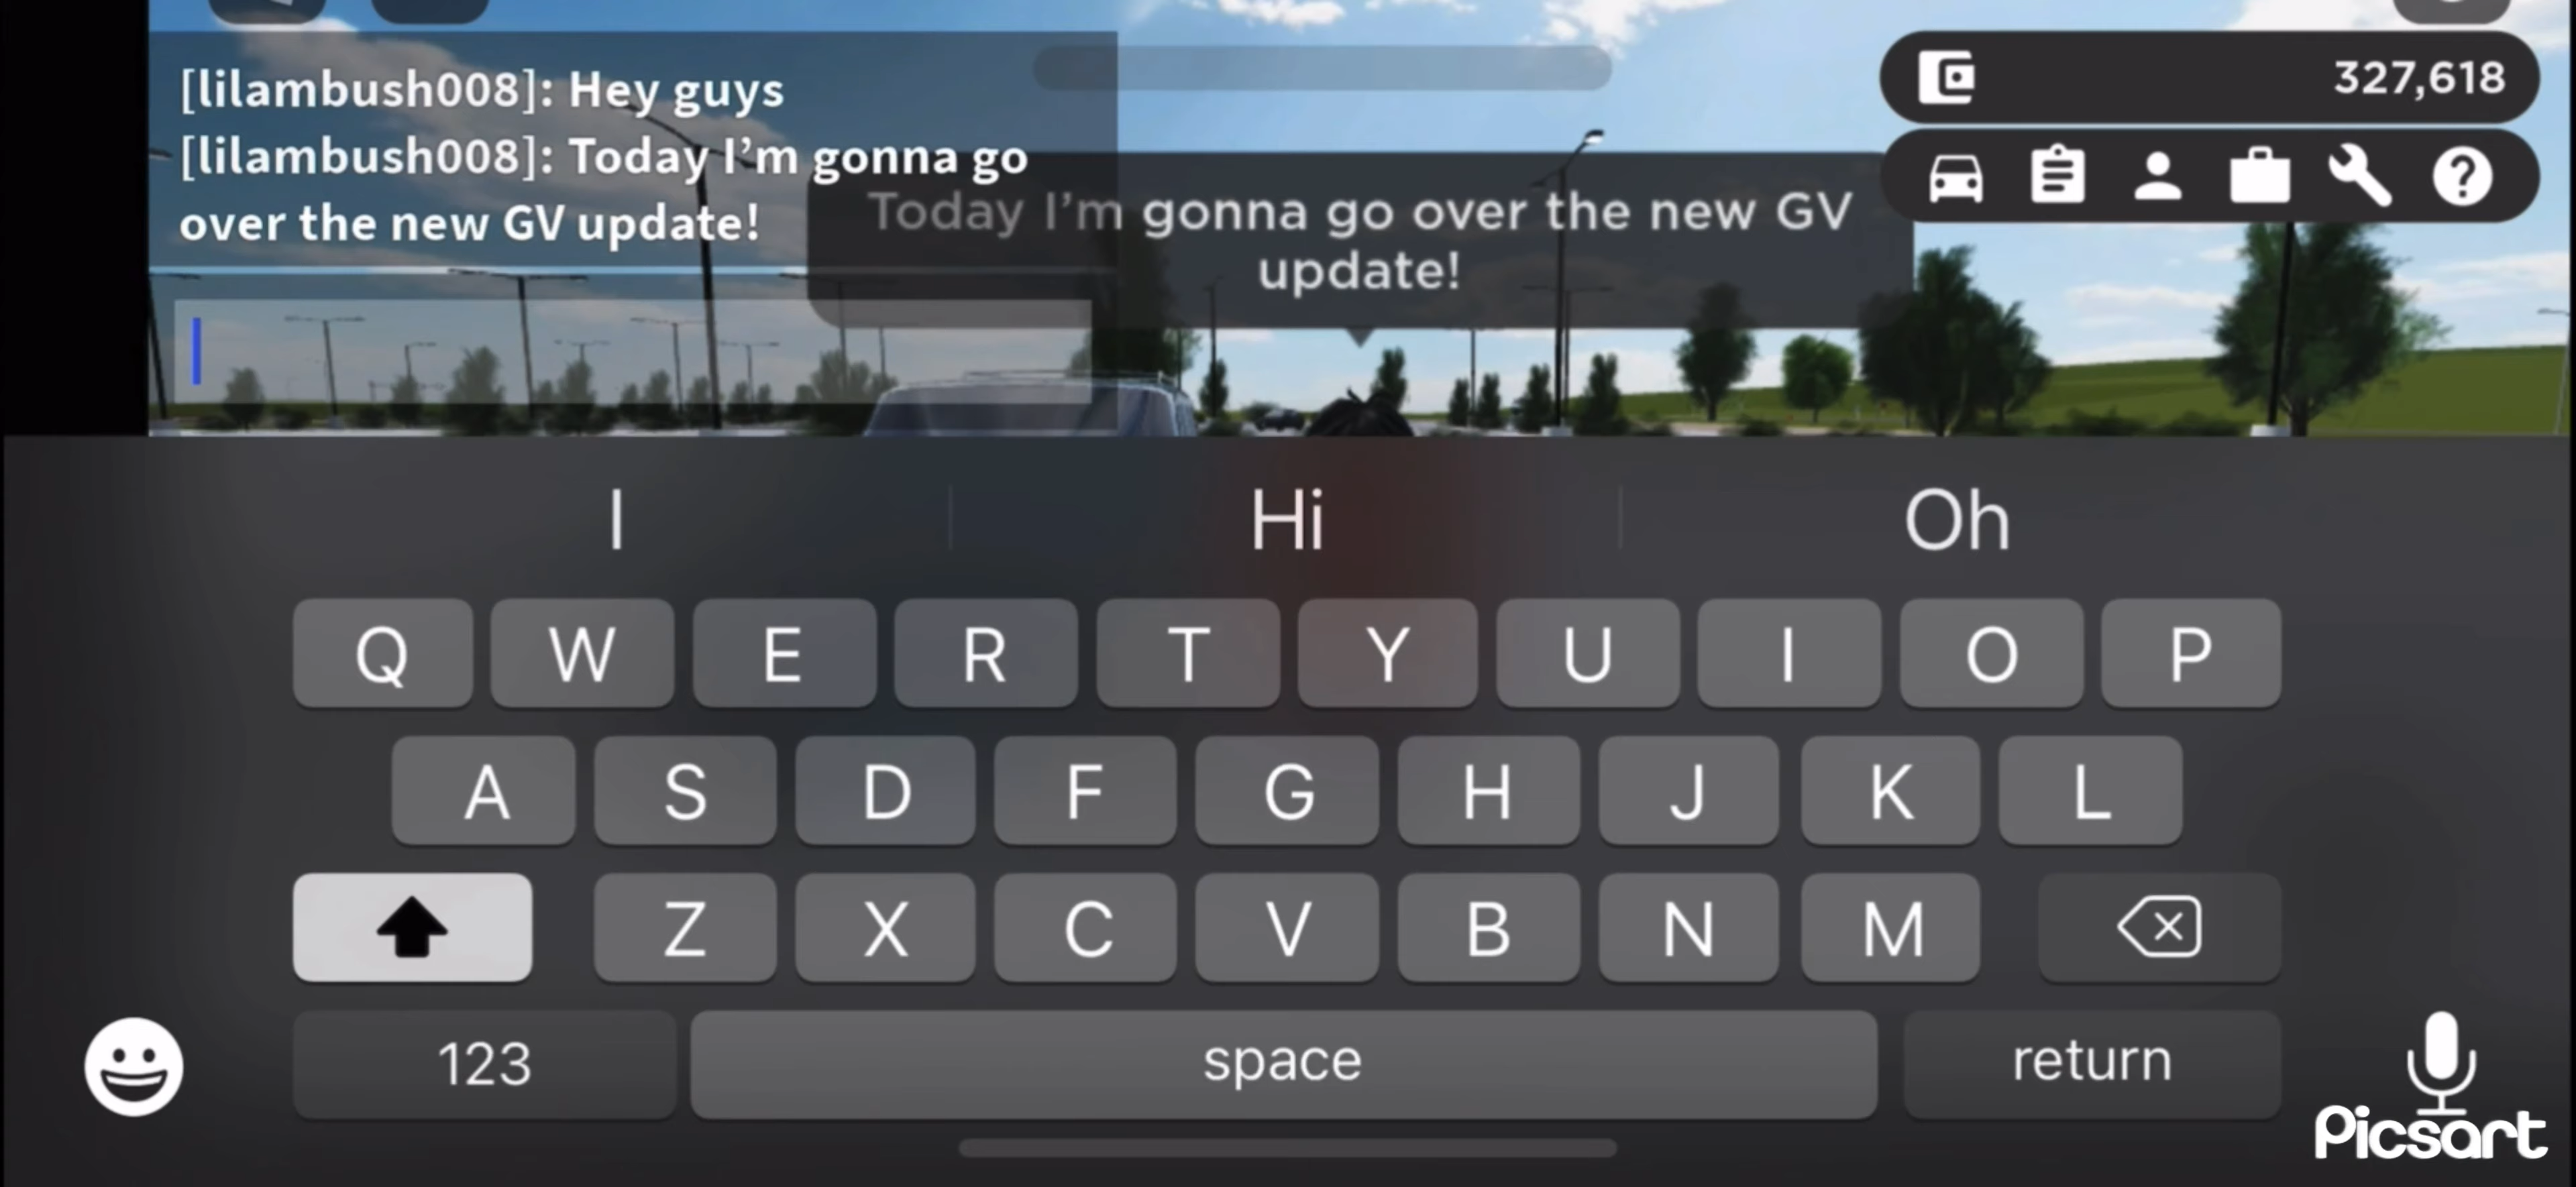 [lilambush008]: Hey guys
[lilambush008]: Today I’m gonna go
over the new GV update!
Today I’m gonna go over the new GV
update!
327,618
I Hi Oh
Q W E R T Y U I O P
A S D F G H J K L
Z X C V B N M
123 space return
Picsart